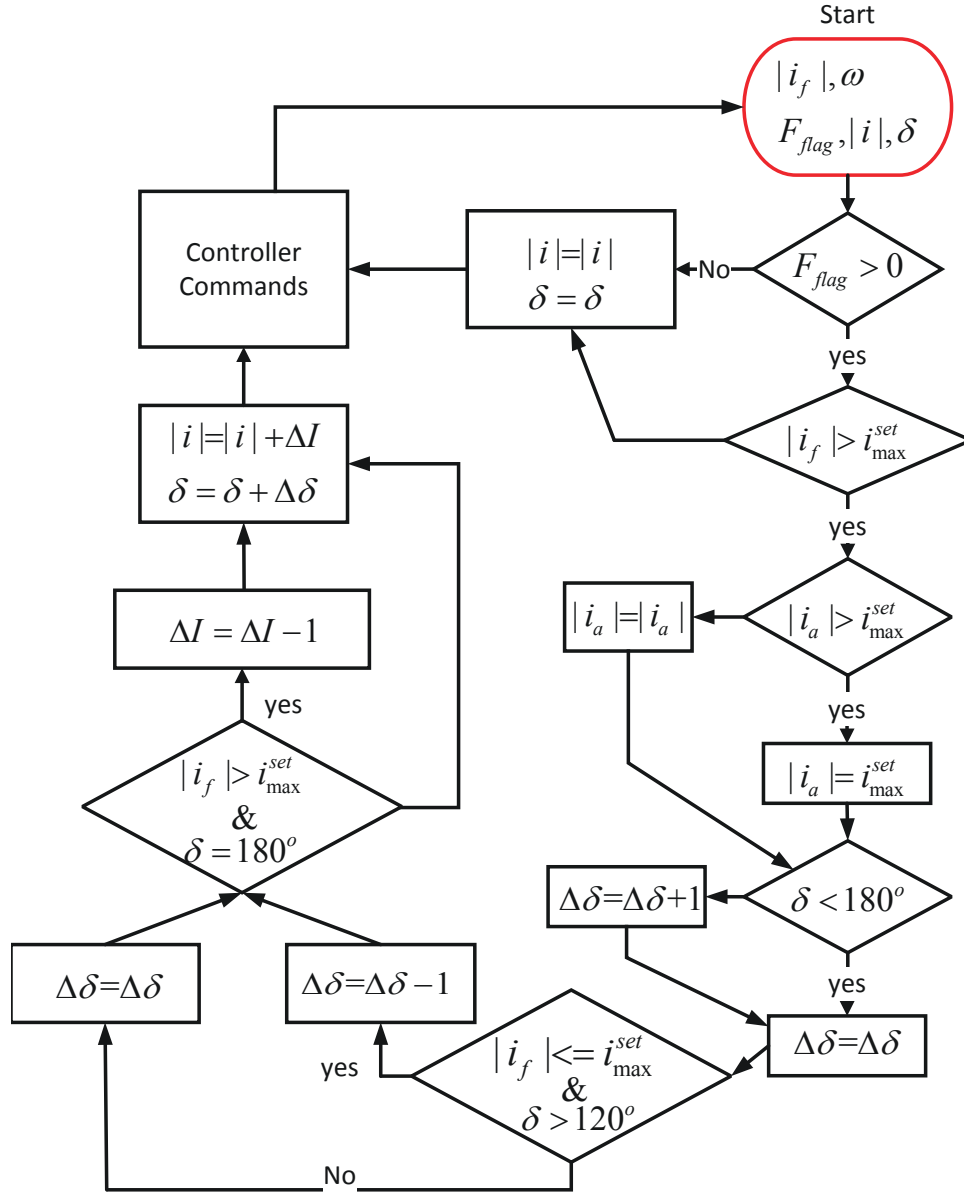 Start
| i_f |, ω
F_flag, | i |, δ
F_flag > 0
No
| i |=| i |
δ = δ
Controller
Commands
yes
| i_f |> i_max^set
| i |=| i | +ΔI
δ = δ + Δδ
yes
| i_a |> i_max^set
| i_a |=| i_a |
ΔI = ΔI −1
yes
yes
| i_a |= i_max^set
| i_f |> i_max^set
&
δ = 180^o
δ < 180^o
Δδ=Δδ+1
yes
Δδ=Δδ
Δδ=Δδ
Δδ=Δδ −1
| i_f |<= i_max^set
&
δ > 120^o
yes
No